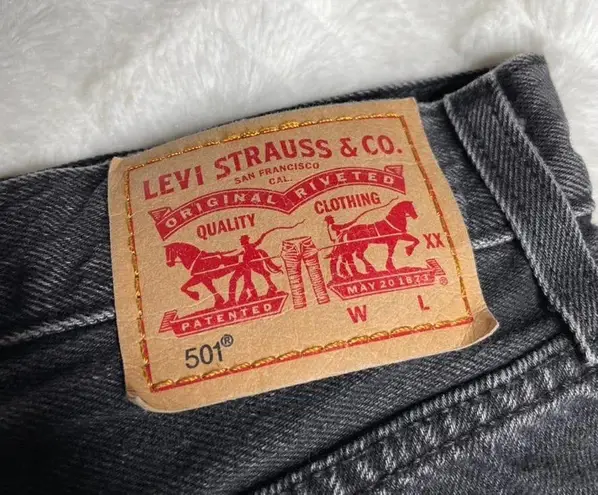 LEVI STRAUSS & CO.
SAN FRANCISCO
CAL.
ORIGINAL RIVETED
QUALITY CLOTHING
XX
PATENTED MAY 20 1873
®
W L
501®